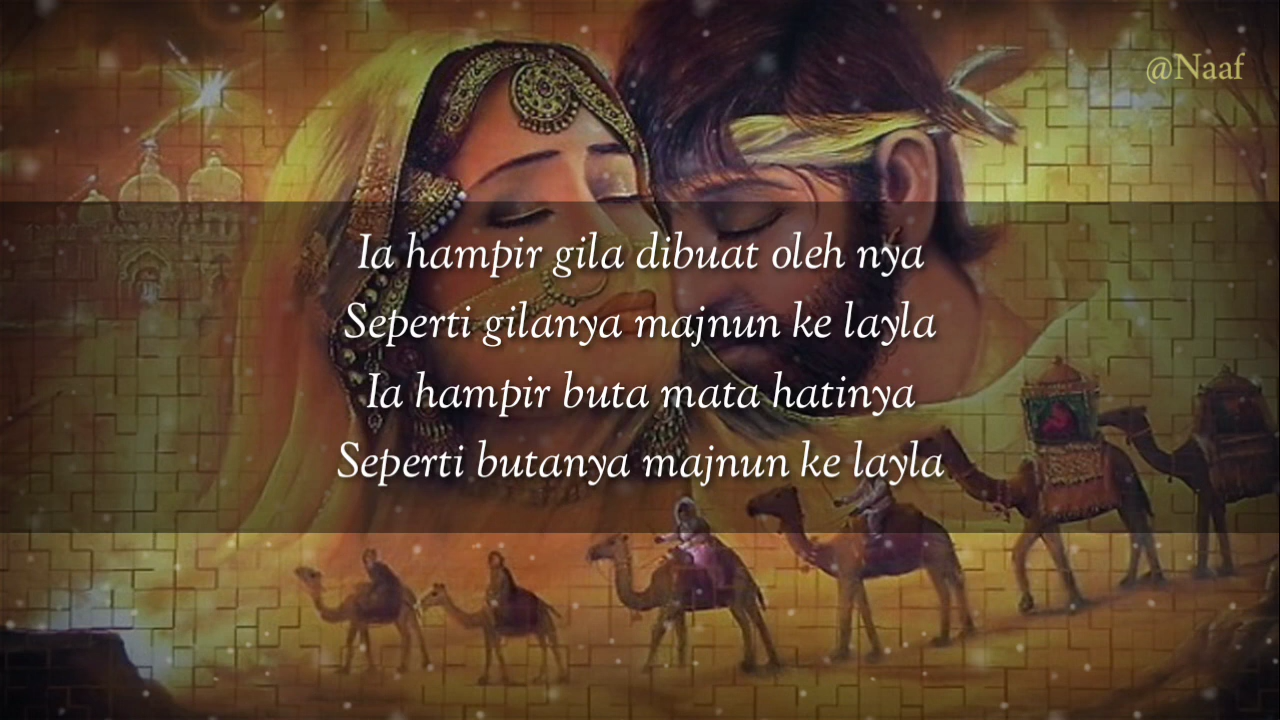 @Naaf
Ia hampir gila dibuat oleh nya
Seperti gilanya majnun ke layla
Ia hampir buta mata hatinya
Seperti butanya majnun ke layla